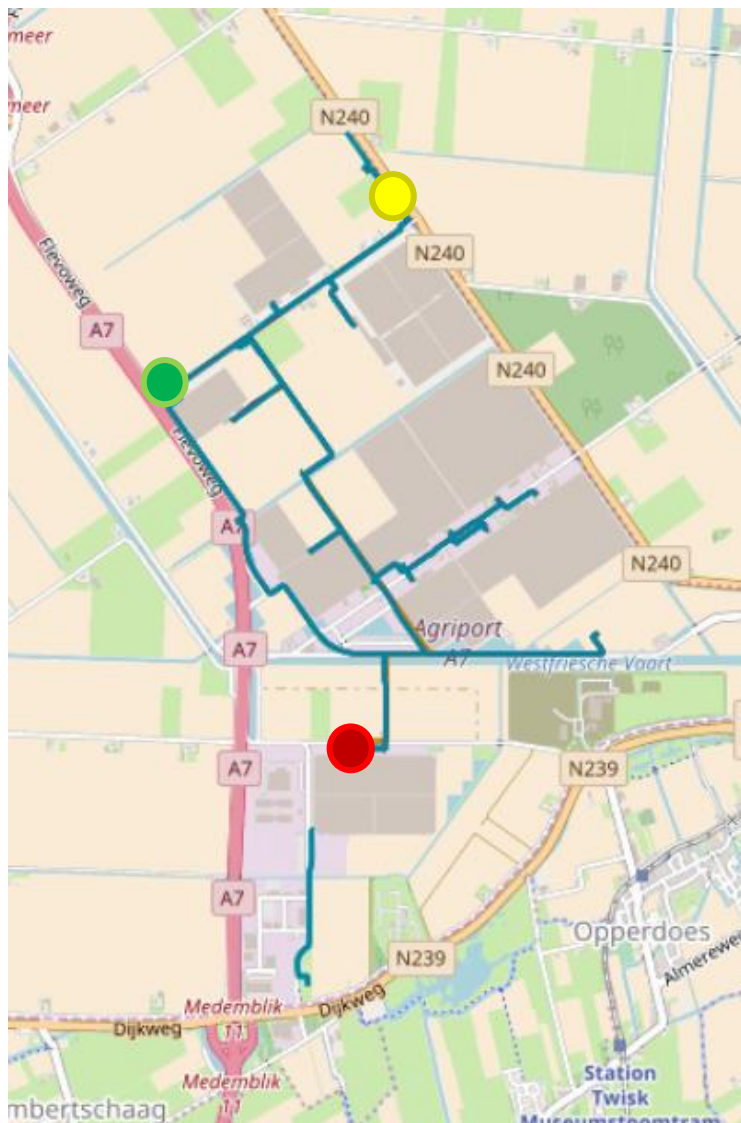 meer
meer
N240
N240
Flevoweg
A7
N240
Flevoweg
A7
N240
Agriport
A7
A7
Westfriesche Vaart
A7
N239
A7
Opperdoes
N239
Almereweg
Medemblik
11
Dijkweg
Dijkweg
Medemblik
11
Station
Twisk
Museumstoomtram
mbertschaag